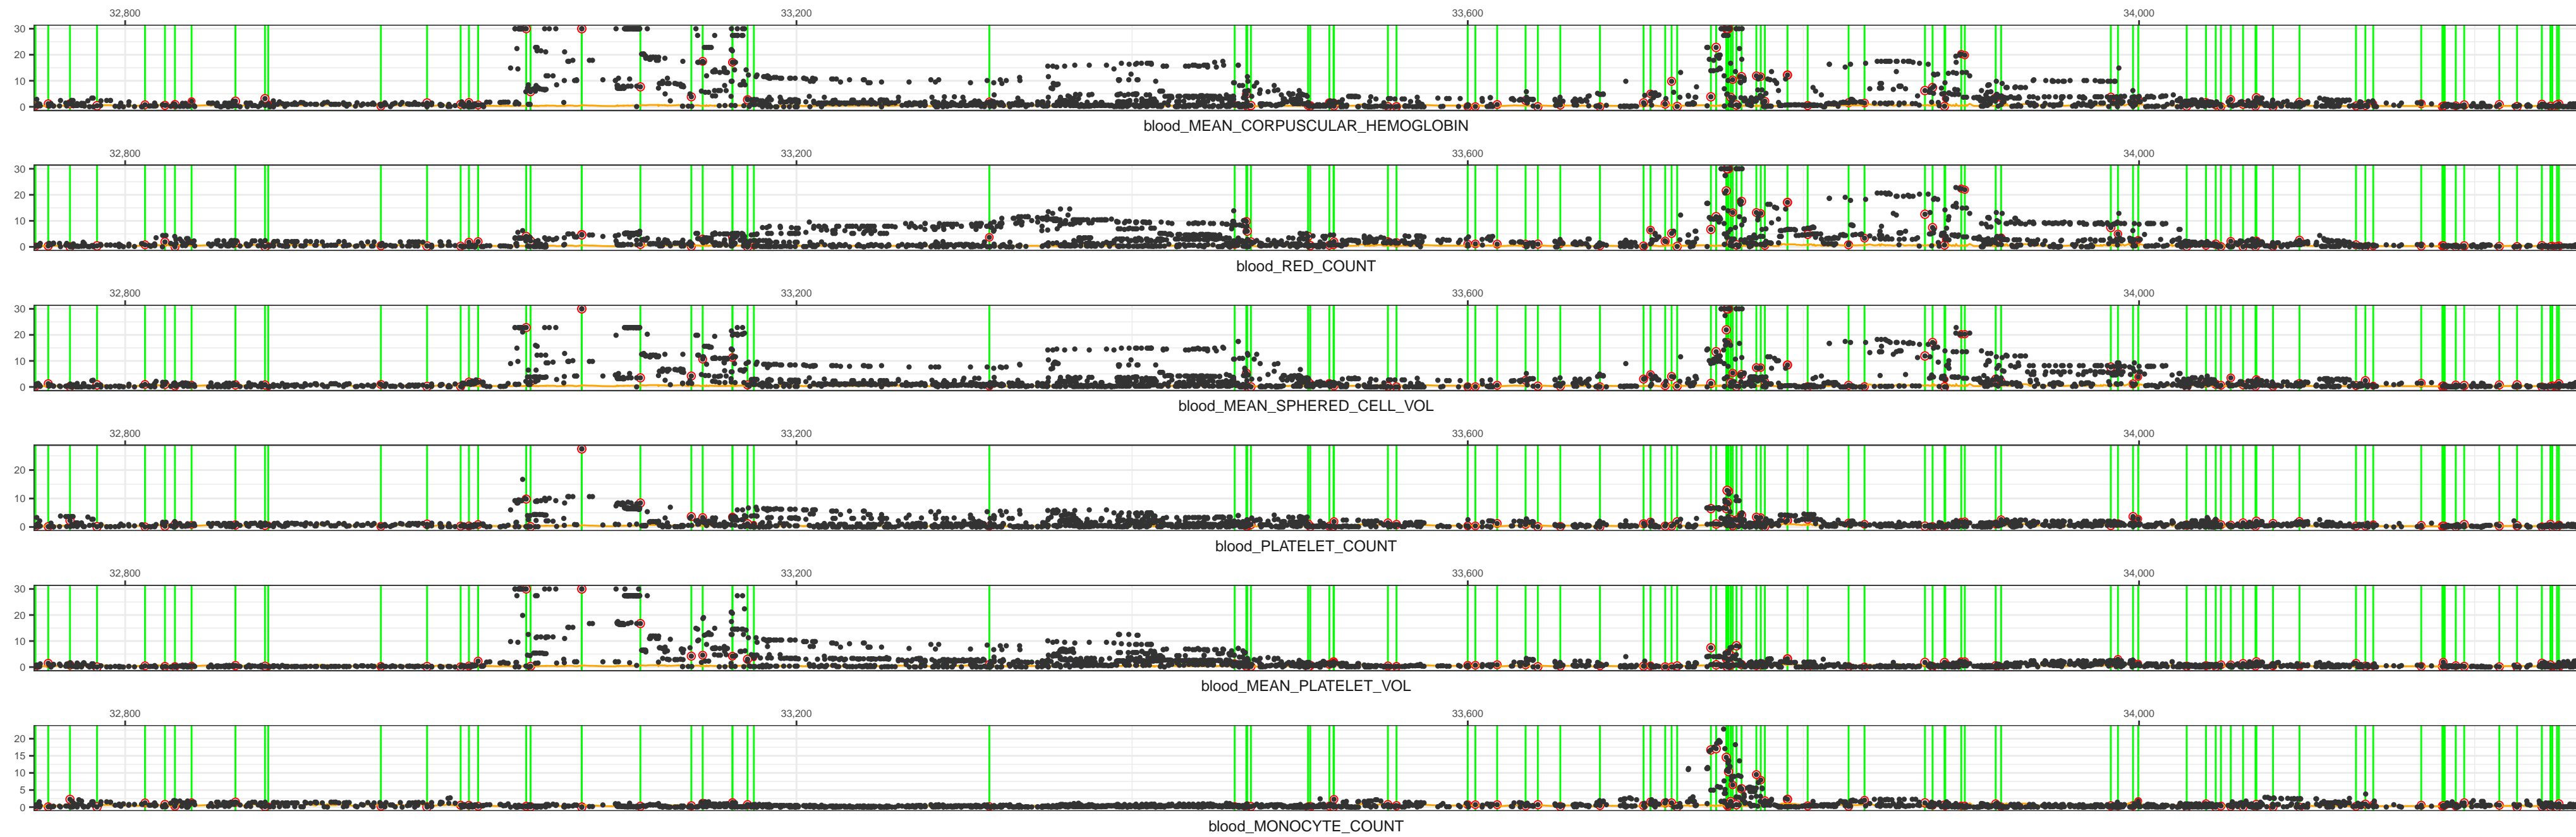 32,800 33,200 33,600 34,000
30
20
10
0
blood_MEAN_CORPUSCULAR_HEMOGLOBIN
32,800 33,200 33,600 34,000
30
20
10
0
blood_RED_COUNT
32,800 33,200 33,600 34,000
30
20
10
0
blood_MEAN_SPHERED_CELL_VOL
32,800 33,200 33,600 34,000
20
10
0
blood_PLATELET_COUNT
32,800 33,200 33,600 34,000
30
20
10
0
blood_MEAN_PLATELET_VOL
32,800 33,200 33,600 34,000
20
15
10
5
0
blood_MONOCYTE_COUNT